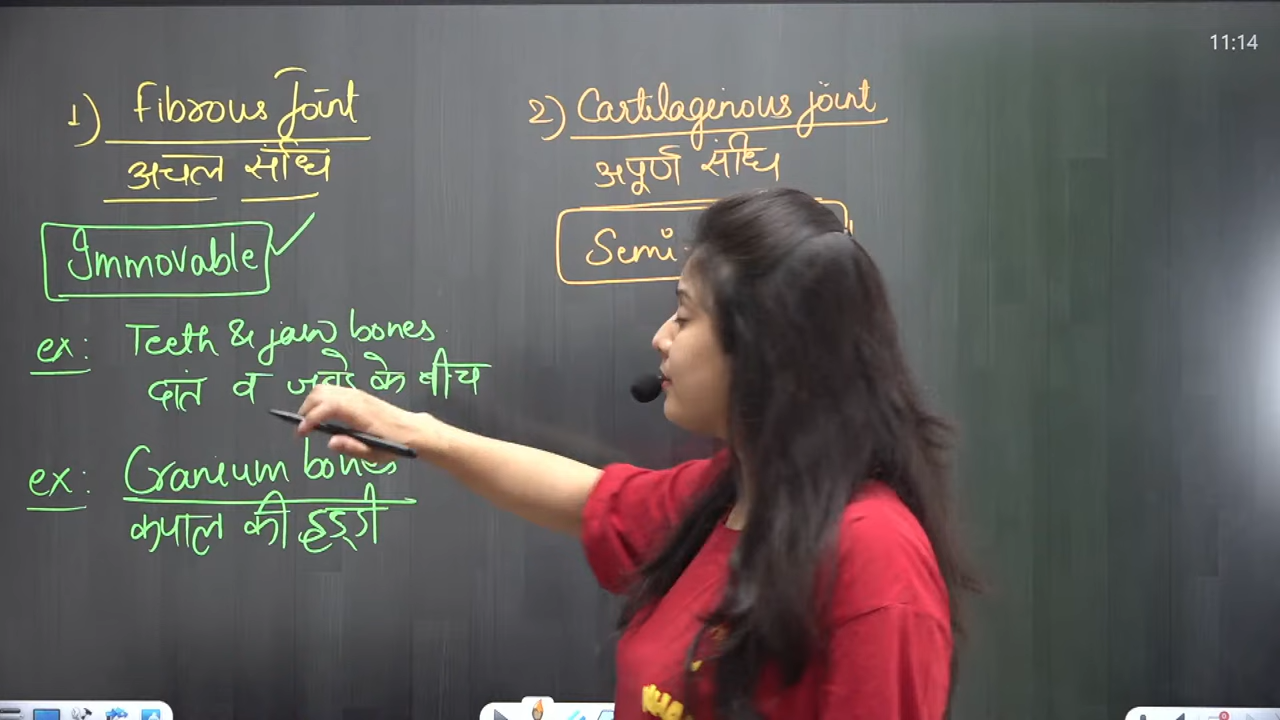 11:14
1) Fibrous Joint
अचल संधि
Immovable
ex: Teeth & jaw bones
दांत व जबड़े के बीच
ex: Cranium bones
कपाल की हड्डी
2) Cartilagenous joint
अपूर्ण संधि
Semi